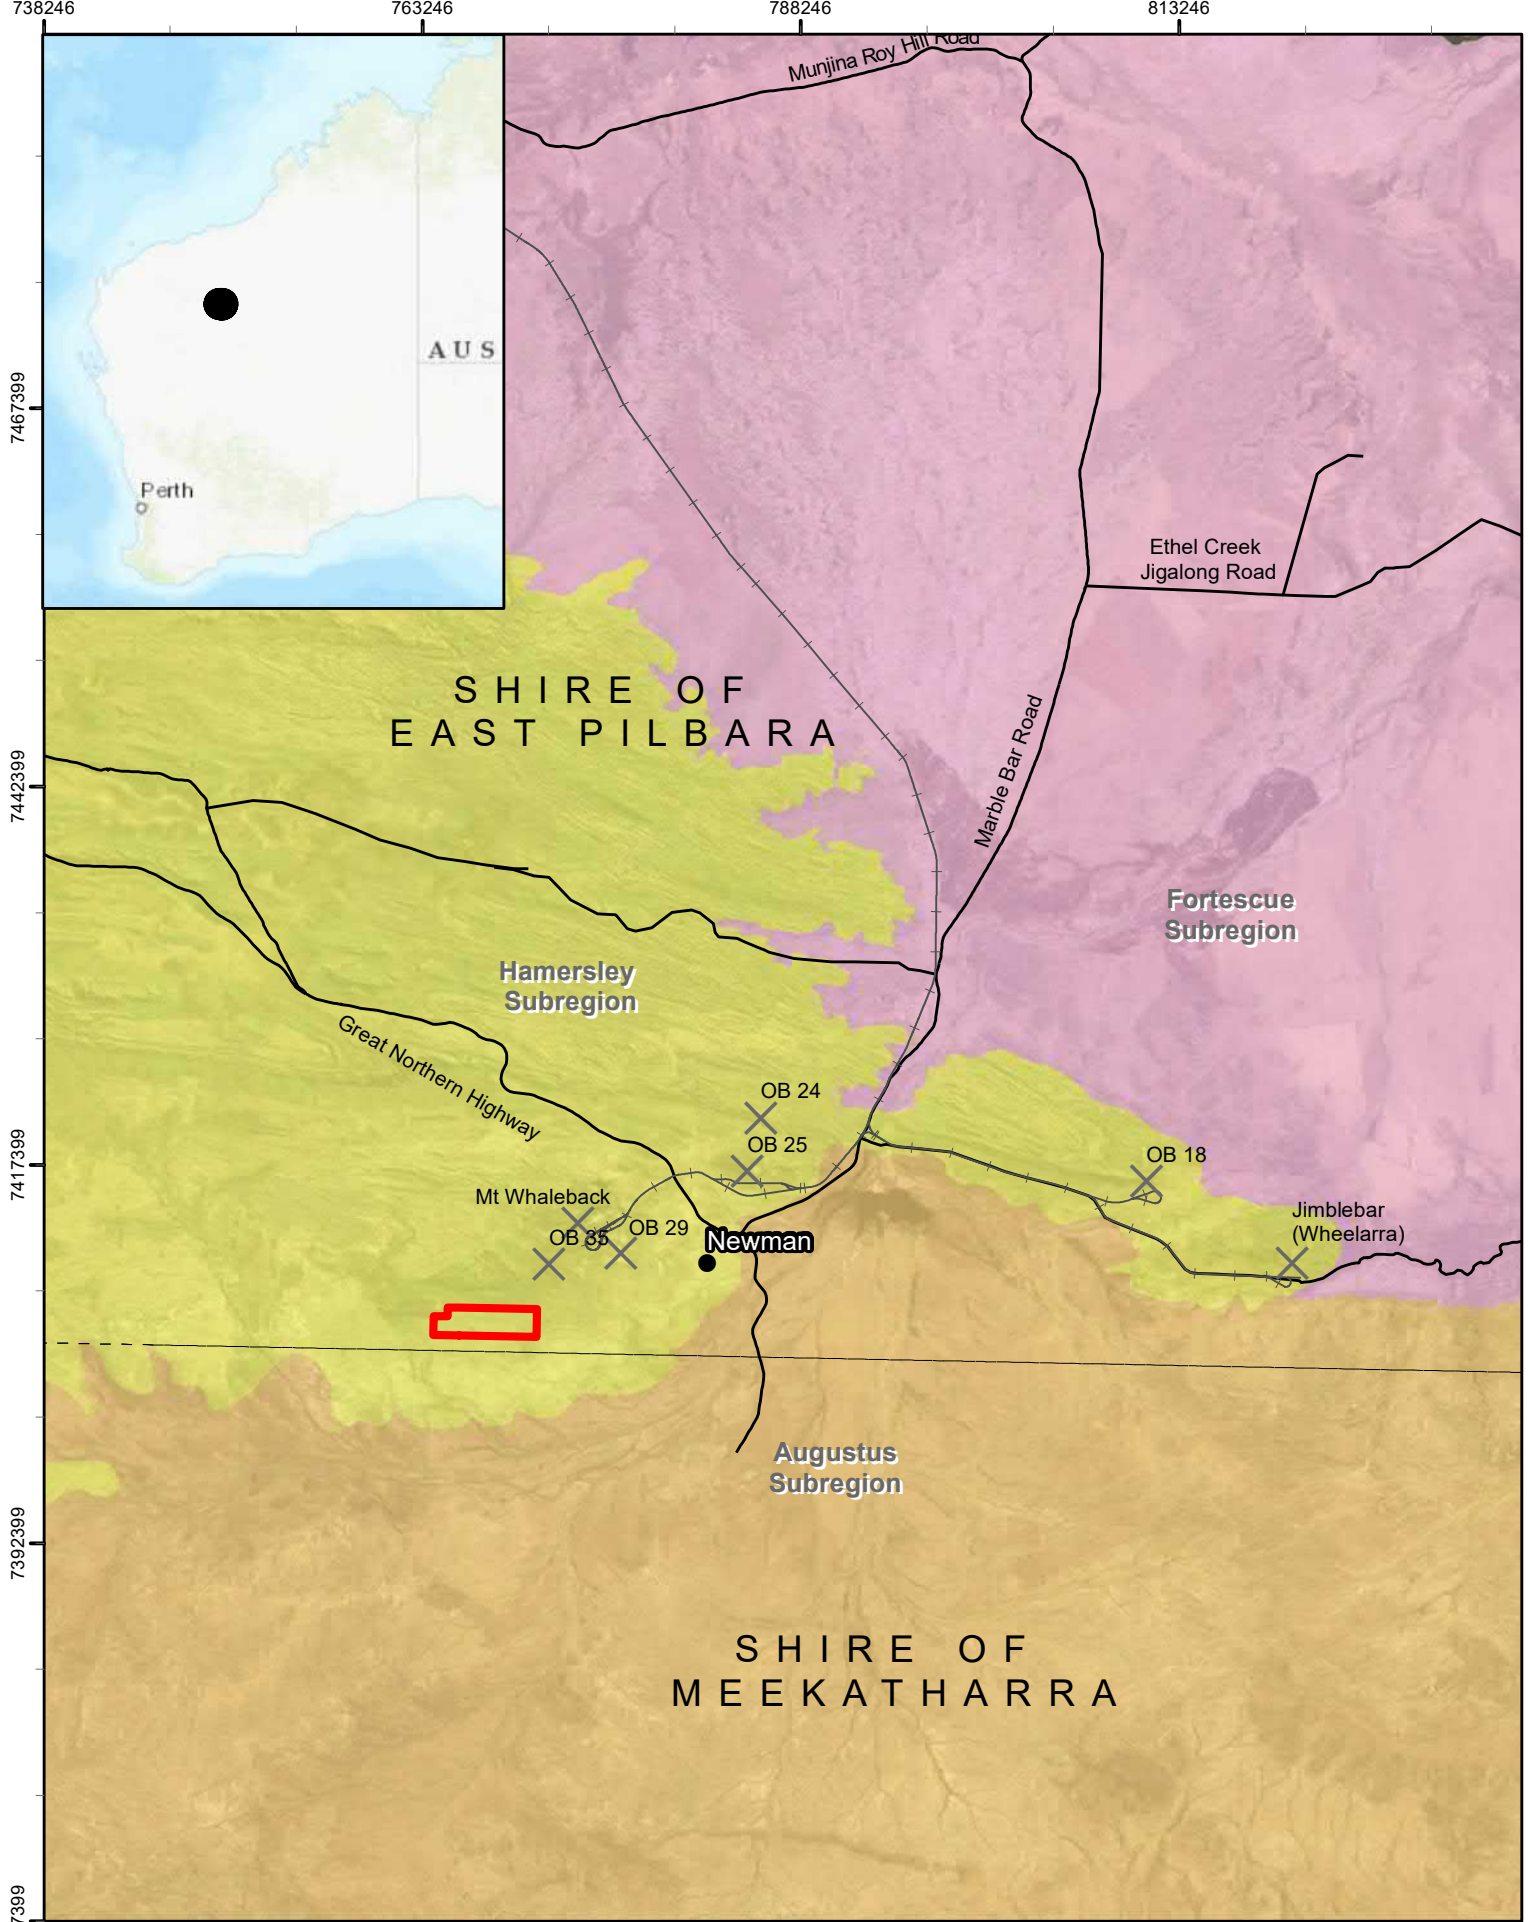 738246
763246
788246
813246
Munjina Roy Hill Road
AUS
7467399
Perth
Ethel Creek
Jigalong Road
SHIRE OF
EAST PILBARA
Marble Bar Road
7442399
Fortescue
Subregion
Hamersley
Subregion
Great Northern Highway
OB 24
OB 25
7417399
OB 18
Mt Whaleback
Jimblebar
(Wheelarra)
OB 29
OB 35
Newman
Augustus
Subregion
7392399
SHIRE OF
MEEKATHARRA
7399